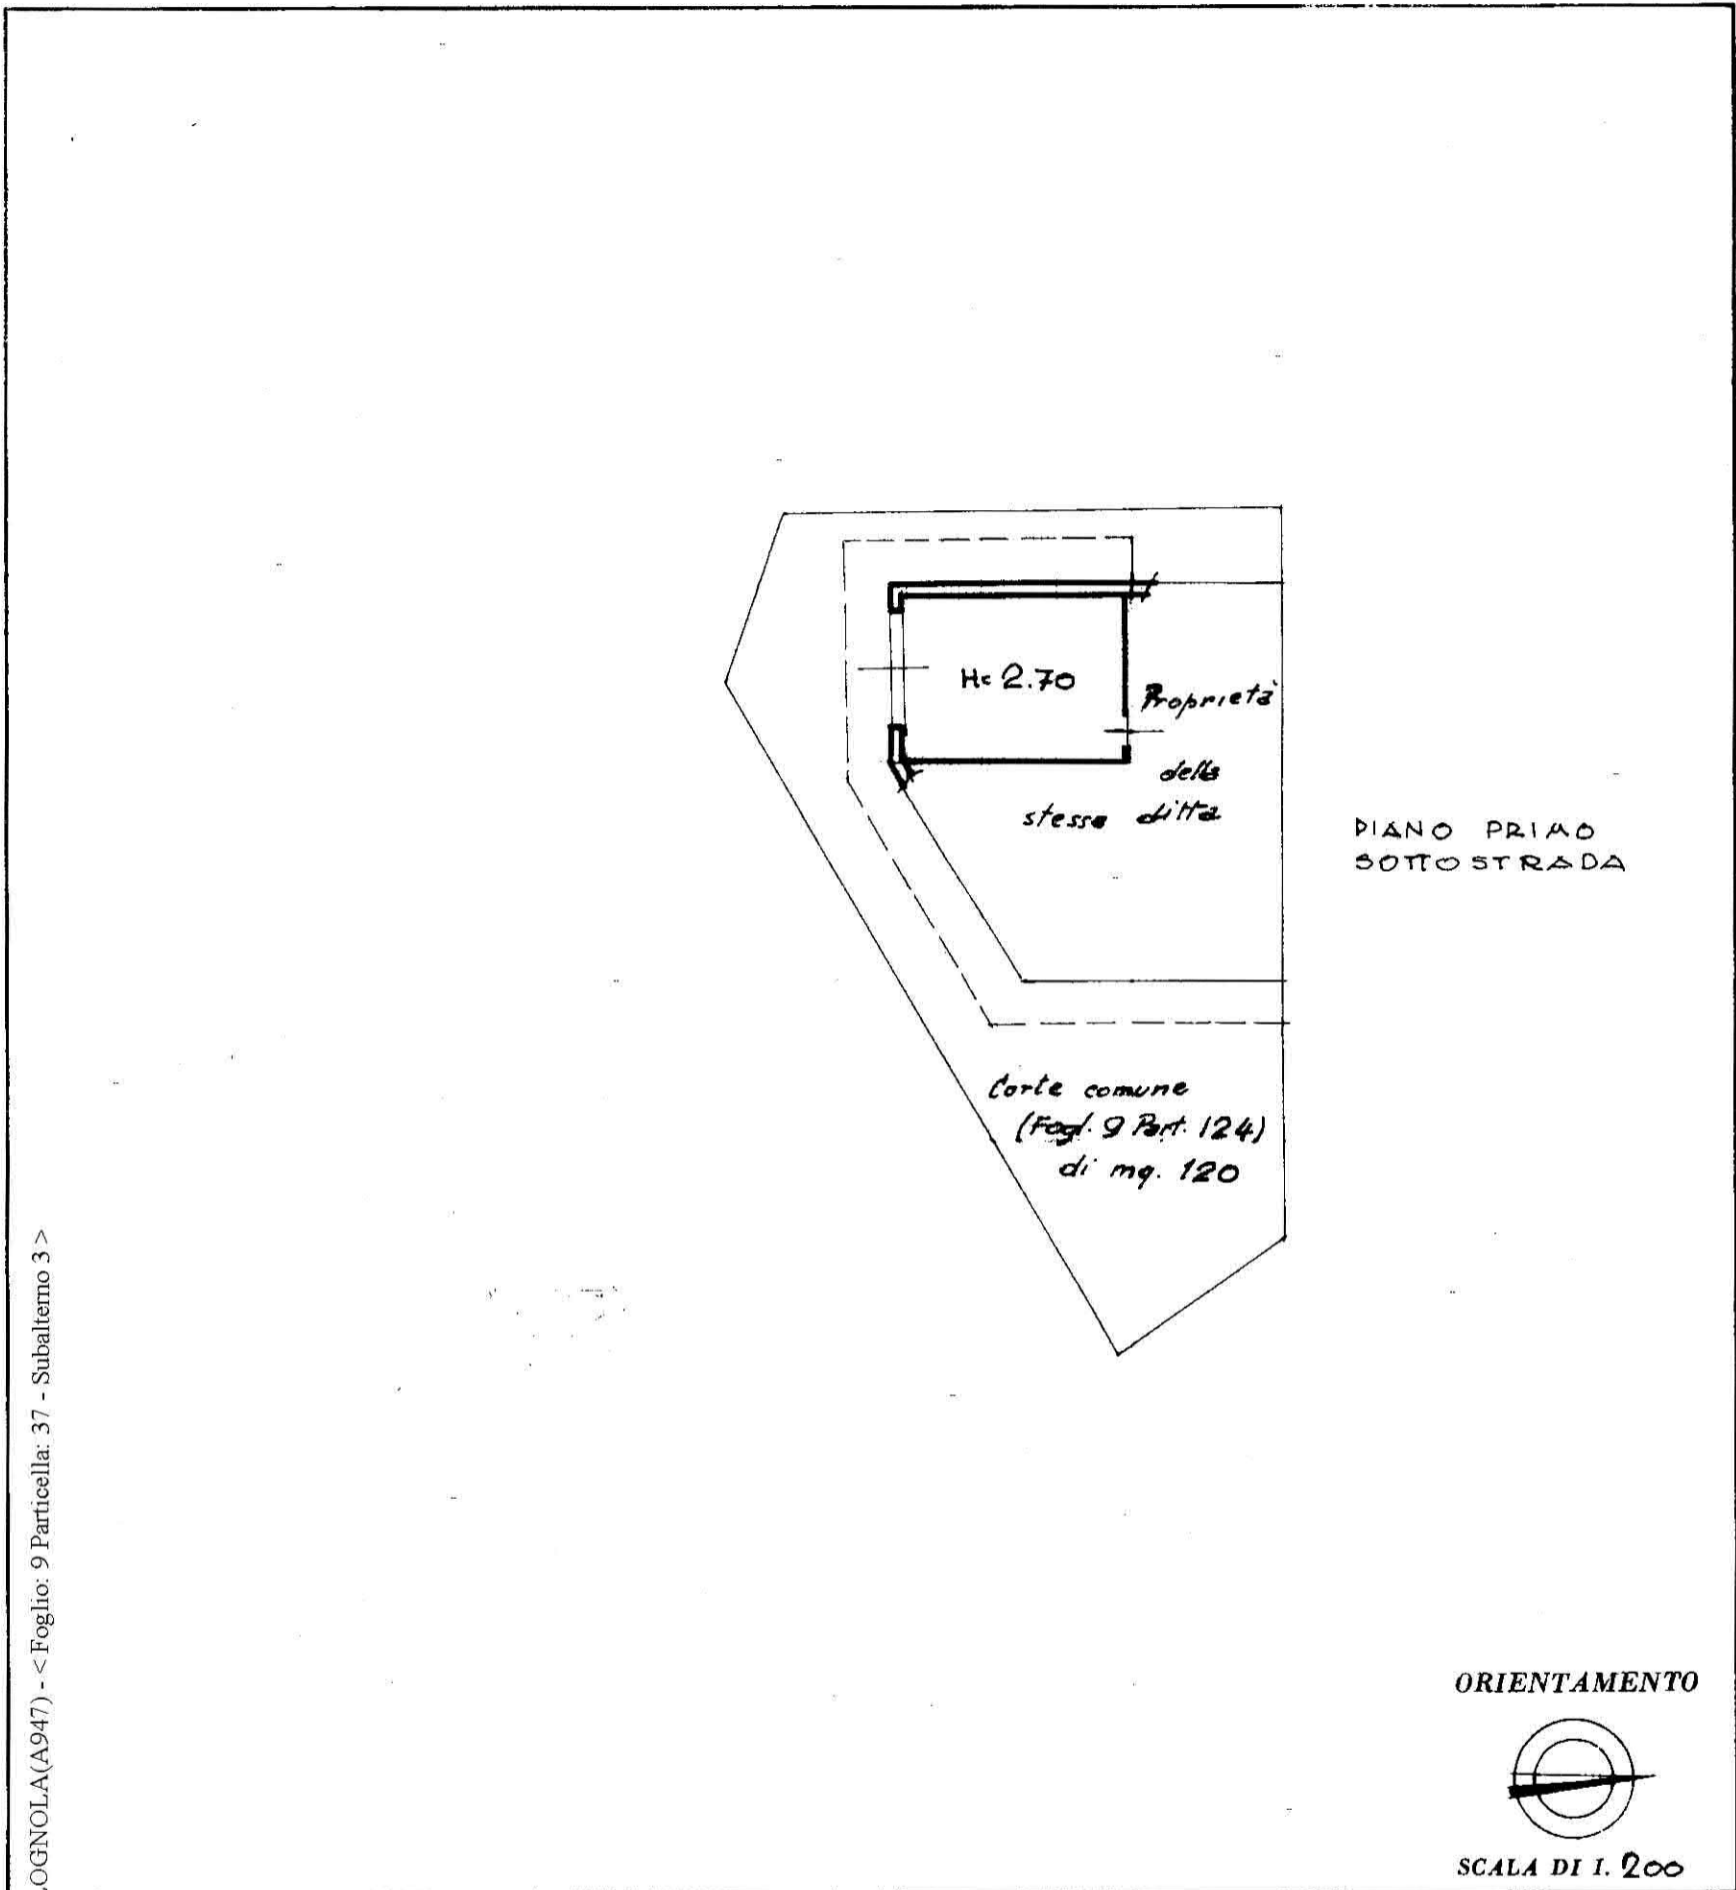 H= 2.70
Proprietà
della
stessa ditta
PIANO PRIMO
SOTTOSTRADA
Corte comune
(Fogl. 9 Part. 124)
di mq. 120
OGNOLA(A947) - < Foglio: 9 Particella: 37 - Subalterno 3 >
ORIENTAMENTO
SCALA DI 1. 200